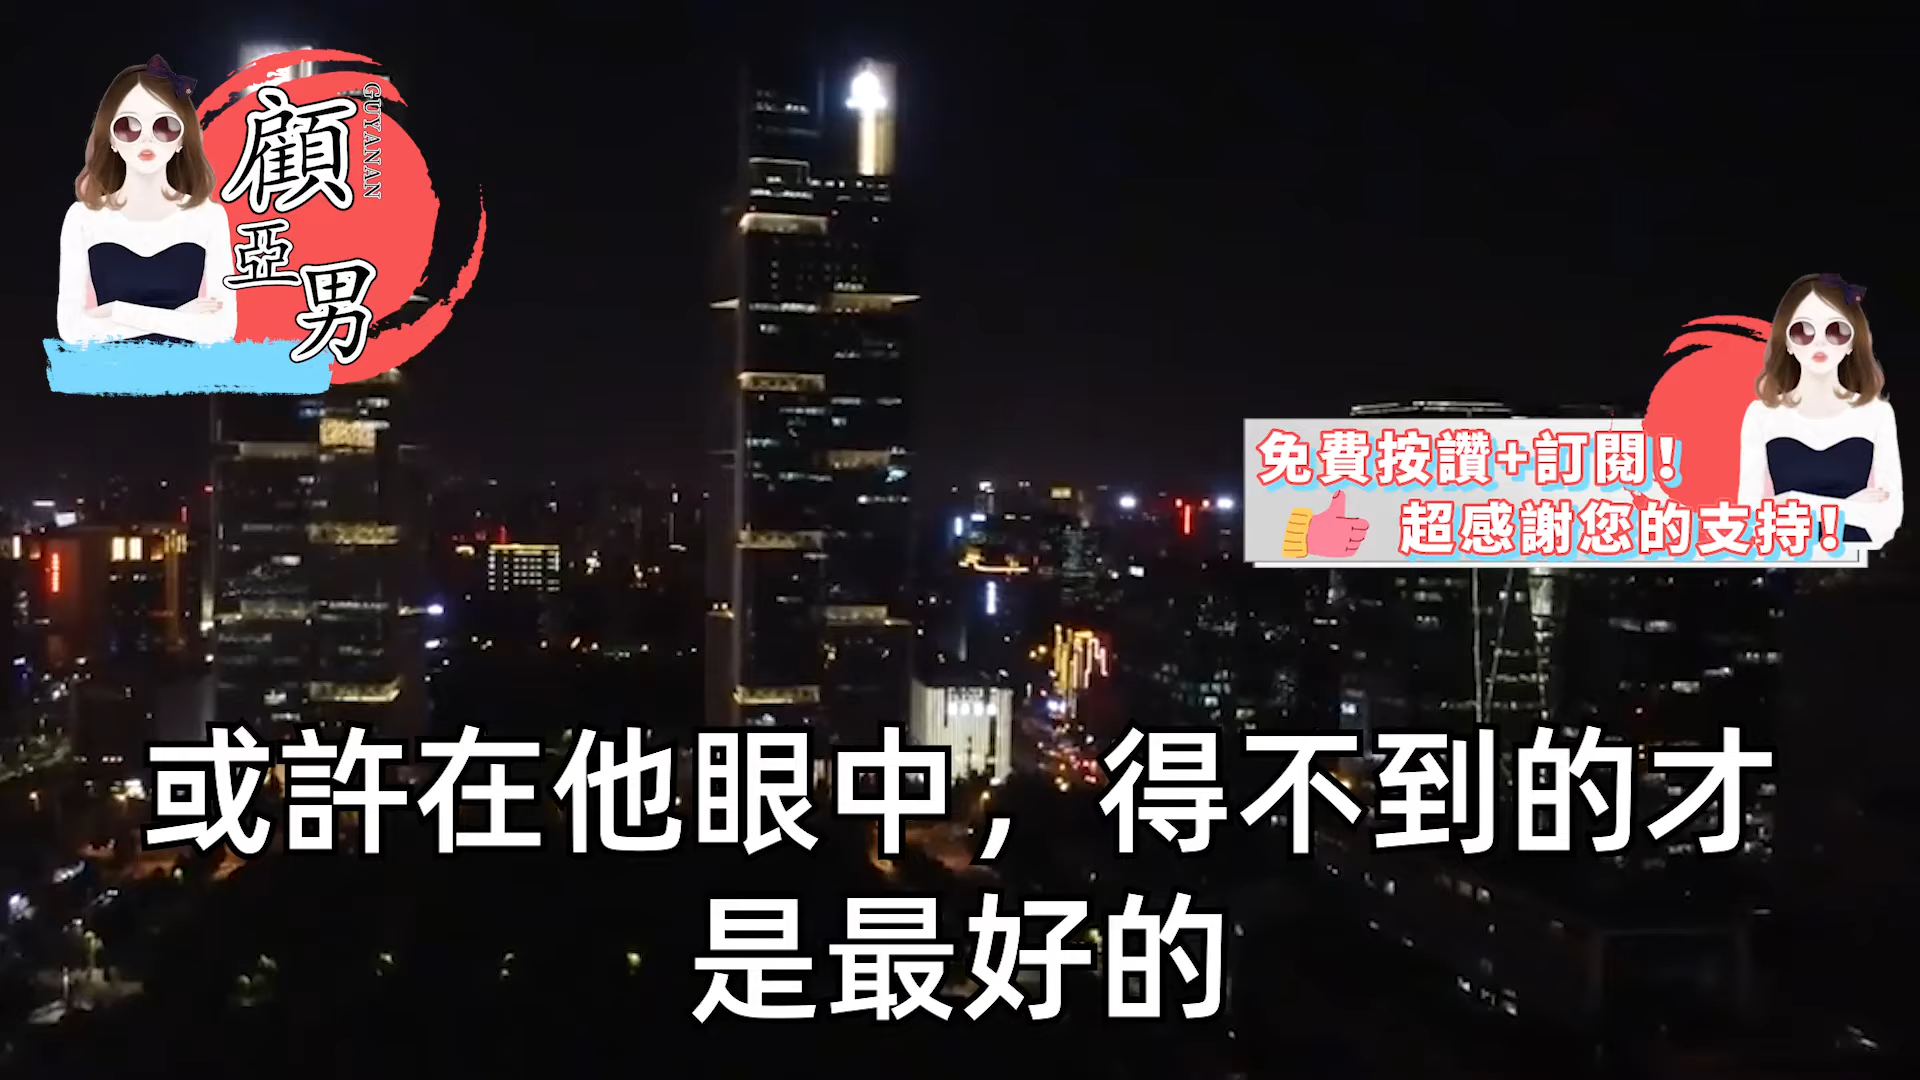 顧亞男
GUYANAN
免費按讚+訂閱!
超感謝您的支持!
或許在他眼中，得不到的才
是最好的